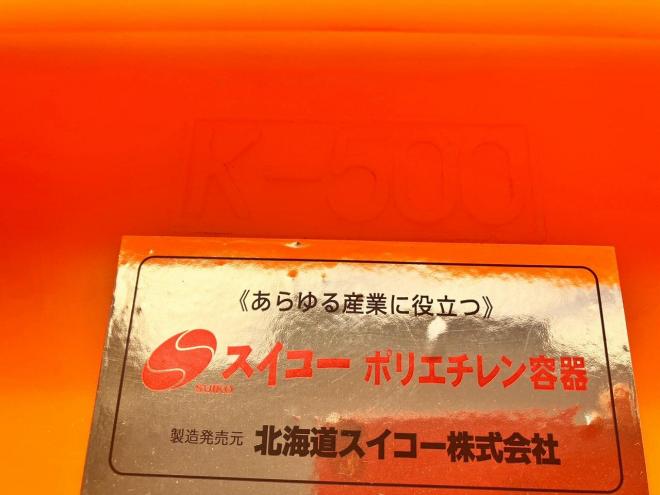 K-500
《あらゆる産業に役立つ》
SUIKO
スイコー ポリエチレン容器
製造発売元 北海道スイコー株式会社